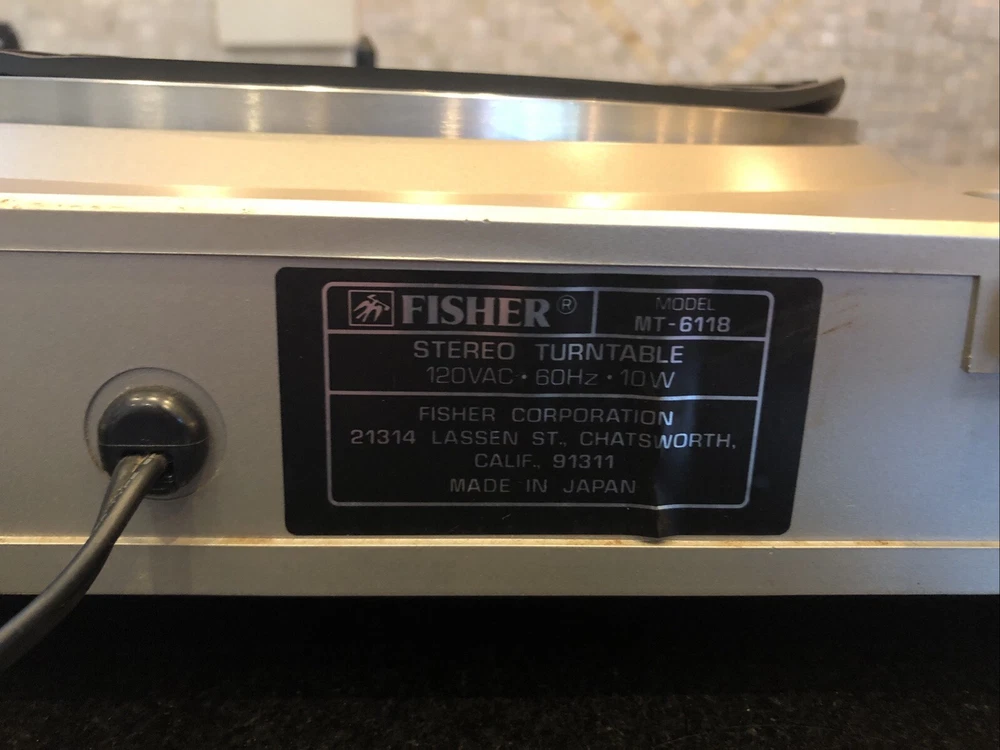 FISHER®
MODEL
MT-6118
STEREO TURNTABLE
120VAC • 60Hz • 10W
FISHER CORPORATION
21314 LASSEN ST., CHATSWORTH,
CALIF., 91311
MADE IN JAPAN